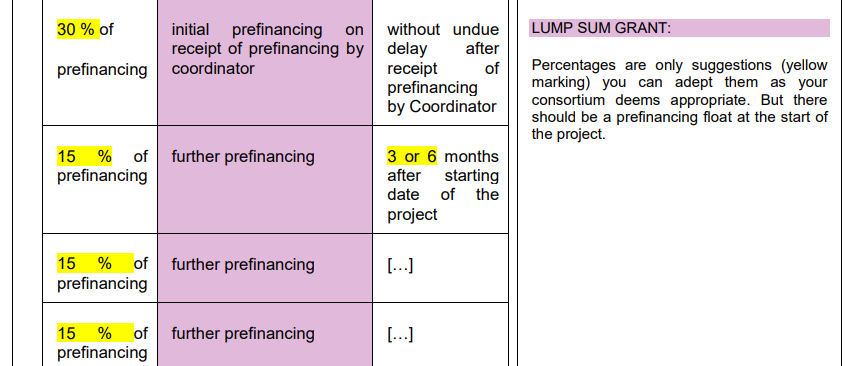 30 % of
prefinancing
initial prefinancing on
receipt of prefinancing by
coordinator
without undue
delay after
receipt of
prefinancing
by Coordinator
15 % of
prefinancing
further prefinancing
3 or 6 months
after starting
date of the
project
15 % of
prefinancing
further prefinancing
[…]
15 % of
prefinancing
further prefinancing
[…]
LUMP SUM GRANT:
Percentages are only suggestions (yellow
marking) you can adept them as your
consortium deems appropriate. But there
should be a prefinancing float at the start of
the project.